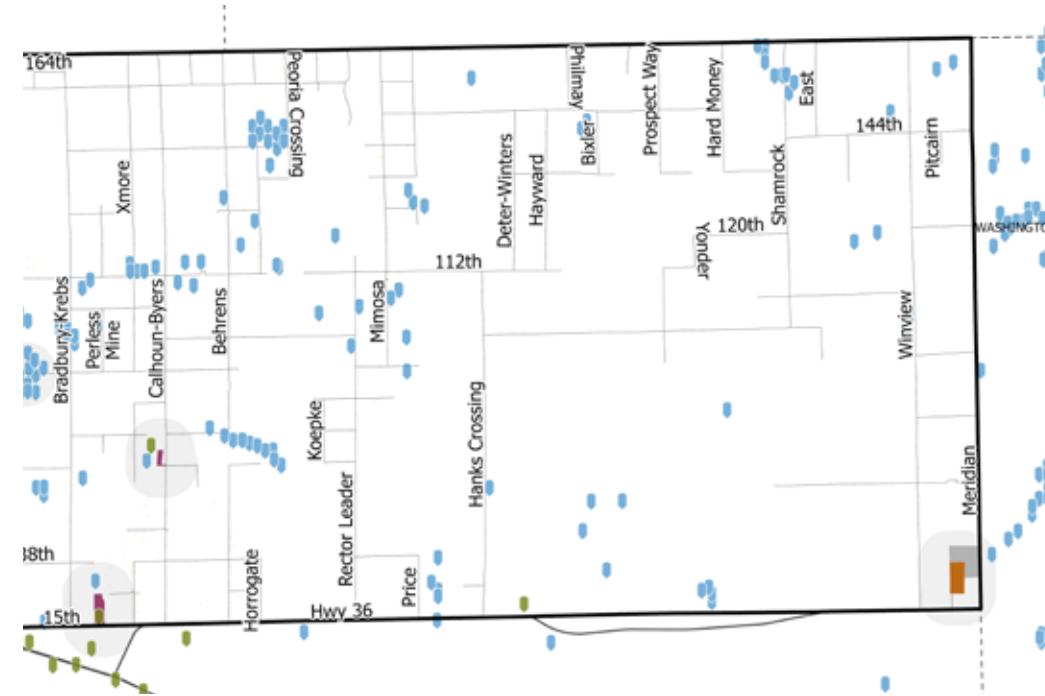 164th
Peoria Crossing
Philmay
Prospect Way
Hard Money
East
144th
Pitcairn
Bixler
Xmore
Deter-Winters
Hayward
Shamrock
120th
Yonder
WASHINGTO
112th
Bradbury-Krebs
Perless
Mine
Calhoun-Byers
Behrens
Mimosa
Winview
Koepke
Hanks Crossing
Rector Leader
Meridian
38th
Horrogate
Price
15th
Hwy 36